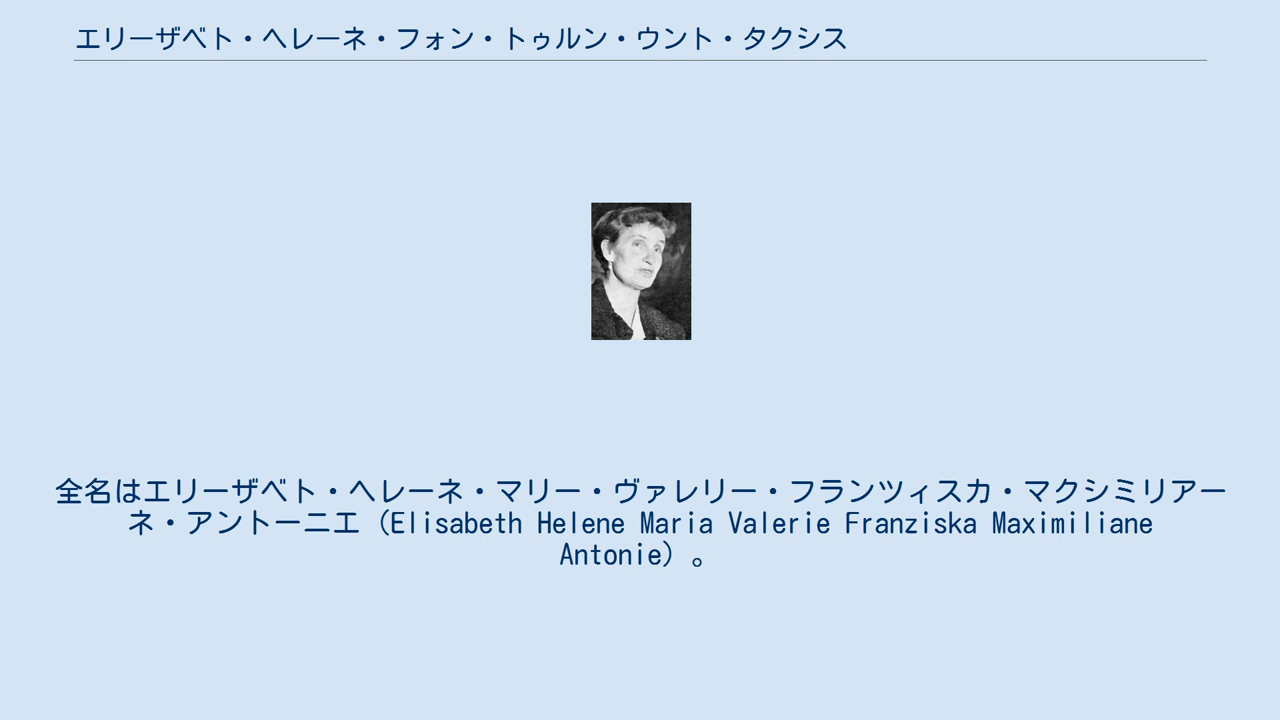 エリーザベト・ヘレーネ・フォン・トゥルン・ウント・タクシス
全名はエリーザベト・ヘレーネ・マリー・ヴァレリー・フランツィスカ・マクシミリアー
ネ・アントーニエ（Elisabeth Helene Maria Valerie Franziska Maximiliane
Antonie）。